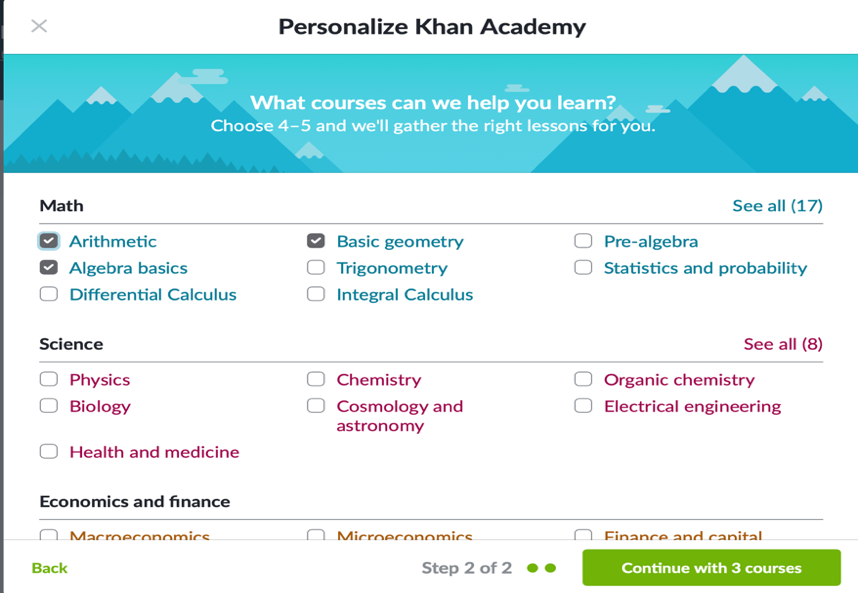 Personalize Khan Academy
What courses can we help you learn?
Choose 4–5 and we'll gather the right lessons for you.
Math
See all (17)
Arithmetic
Basic geometry
Pre-algebra
Algebra basics
Trigonometry
Statistics and probability
Differential Calculus
Integral Calculus
Science
See all (8)
Physics
Chemistry
Organic chemistry
Biology
Cosmology and
astronomy
Electrical engineering
Health and medicine
Economics and finance
Macroeconomics
Microeconomics
Finance and capital
Back
Step 2 of 2
Continue with 3 courses